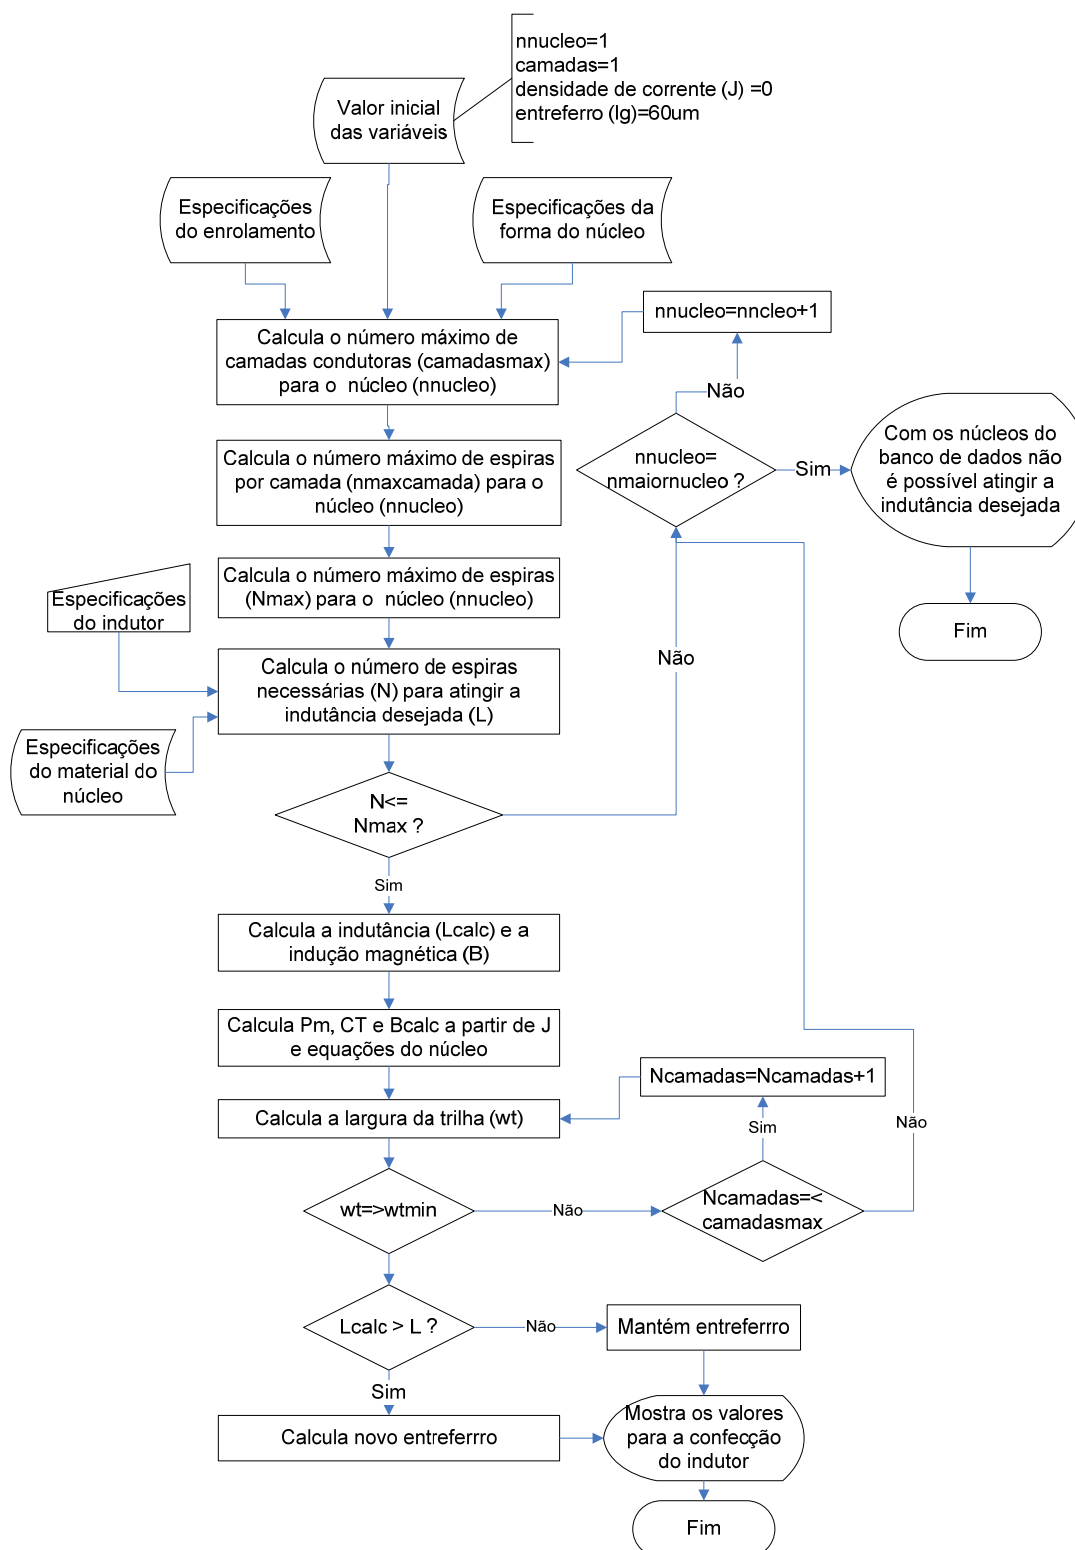 nnucleo=1
camadas=1
densidade de corrente (J) =0
entreferro (lg)=60um
Valor inicial
das variáveis
Especificações
do enrolamento
Especificações da
forma do núcleo
nnucleo=nncleo+1
Calcula o número máximo de
camadas condutoras (camadasmax)
para o  núcleo (nnucleo)
Não
nnucleo=
nmaiornucleo ?
Sim
Com os núcleos do
banco de dados não
é possível atingir a
indutância desejada
Calcula o número máximo de espiras
por camada (nmaxcamada) para o
núcleo (nnucleo)
Calcula o número máximo de espiras
(Nmax) para o  núcleo (nnucleo)
Especificações
do indutor
Fim
Calcula o número de espiras
necessárias (N) para atingir a
indutância desejada (L)
Não
Especificações
do material do
núcleo
N<=
Nmax ?
Sim
Calcula a indutância (Lcalc) e a
indução magnética (B)
Calcula Pm, CT e Bcalc a partir de J
e equações do núcleo
Ncamadas=Ncamadas+1
Calcula a largura da trilha (wt)
Sim
Não
wt=>wtmin
Não
Ncamadas=<
camadasmax
Lcalc > L ?
Não
Mantém entreferrro
Sim
Calcula novo entreferrro
Mostra os valores
para a confecção
do indutor
Fim